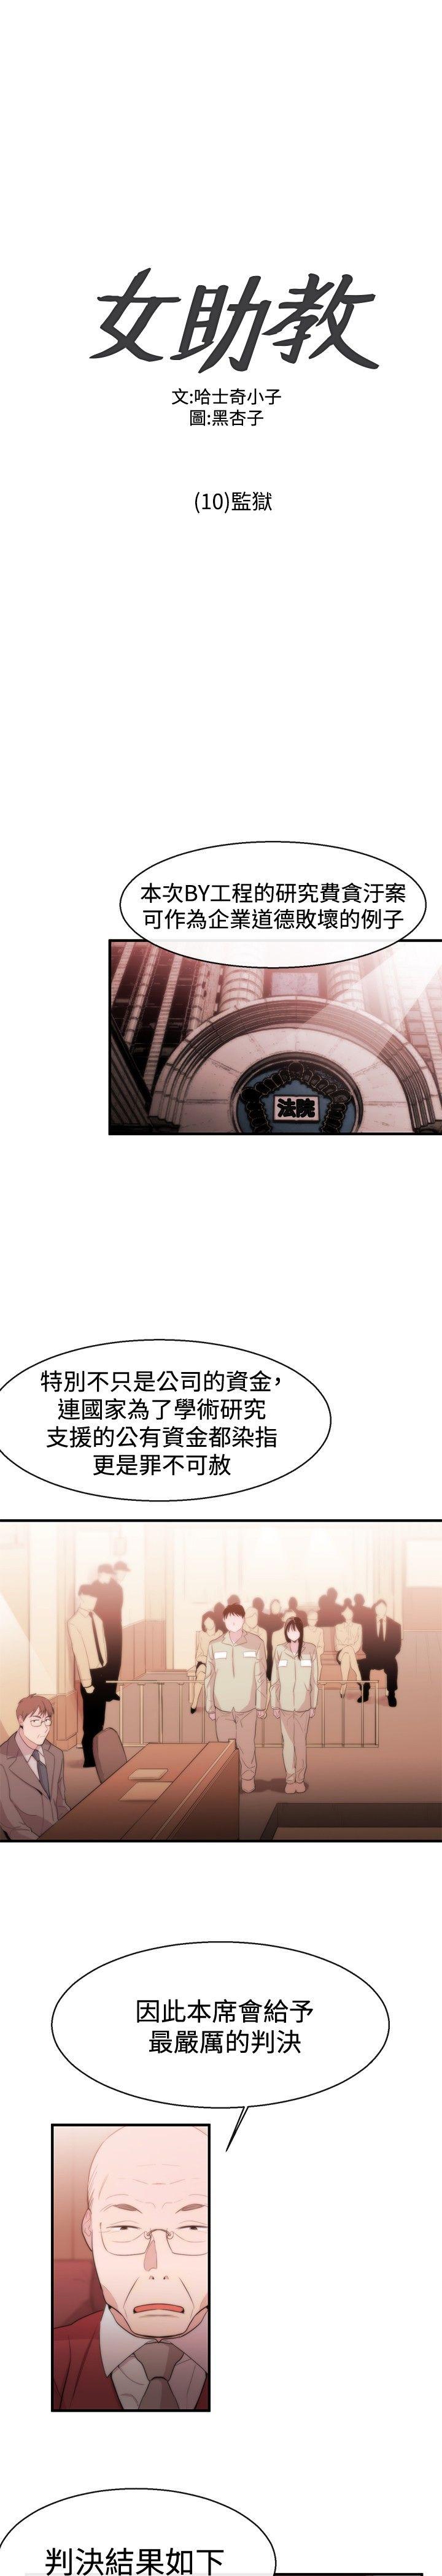 女助教
文:哈士奇小子
圖:黑杏子
(10)監獄
本次BY工程的研究費貪汙案
可作為企業道德敗壞的例子
法院
特別不只是公司的資金,
連國家為了學術研究
支援的公有資金都染指
更是罪不可赦
因此本席會給予
最嚴厲的判決
判決結果如下